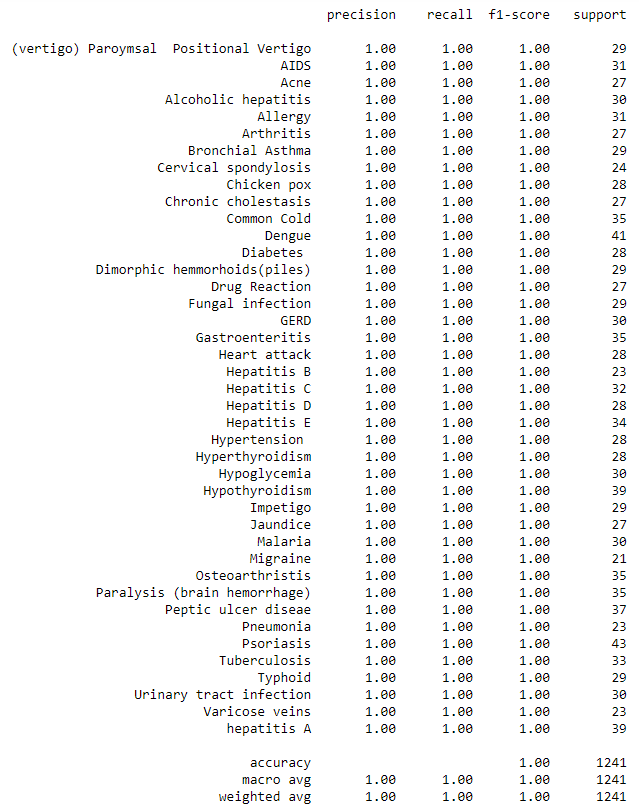 precision recall f1-score support
(vertigo) Paroymsal Positional Vertigo 1.00 1.00 1.00 29
AIDS 1.00 1.00 1.00 31
Acne 1.00 1.00 1.00 27
Alcoholic hepatitis 1.00 1.00 1.00 30
Allergy 1.00 1.00 1.00 31
Arthritis 1.00 1.00 1.00 27
Bronchial Asthma 1.00 1.00 1.00 29
Cervical spondylosis 1.00 1.00 1.00 24
Chicken pox 1.00 1.00 1.00 28
Chronic cholestasis 1.00 1.00 1.00 27
Common Cold 1.00 1.00 1.00 35
Dengue 1.00 1.00 1.00 41
Diabetes 1.00 1.00 1.00 28
Dimorphic hemmorhoids(piles) 1.00 1.00 1.00 29
Drug Reaction 1.00 1.00 1.00 27
Fungal infection 1.00 1.00 1.00 29
GERD 1.00 1.00 1.00 30
Gastroenteritis 1.00 1.00 1.00 35
Heart attack 1.00 1.00 1.00 28
Hepatitis B 1.00 1.00 1.00 23
Hepatitis C 1.00 1.00 1.00 32
Hepatitis D 1.00 1.00 1.00 28
Hepatitis E 1.00 1.00 1.00 34
Hypertension 1.00 1.00 1.00 28
Hyperthyroidism 1.00 1.00 1.00 28
Hypoglycemia 1.00 1.00 1.00 30
Hypothyroidism 1.00 1.00 1.00 39
Impetigo 1.00 1.00 1.00 29
Jaundice 1.00 1.00 1.00 27
Malaria 1.00 1.00 1.00 30
Migraine 1.00 1.00 1.00 21
Osteoarthristis 1.00 1.00 1.00 35
Paralysis (brain hemorrhage) 1.00 1.00 1.00 35
Peptic ulcer diseae 1.00 1.00 1.00 37
Pneumonia 1.00 1.00 1.00 23
Psoriasis 1.00 1.00 1.00 43
Tuberculosis 1.00 1.00 1.00 33
Typhoid 1.00 1.00 1.00 29
Urinary tract infection 1.00 1.00 1.00 30
Varicose veins 1.00 1.00 1.00 23
hepatitis A 1.00 1.00 1.00 39
accuracy 1.00 1241
macro avg 1.00 1.00 1.00 1241
weighted avg 1.00 1.00 1.00 1241